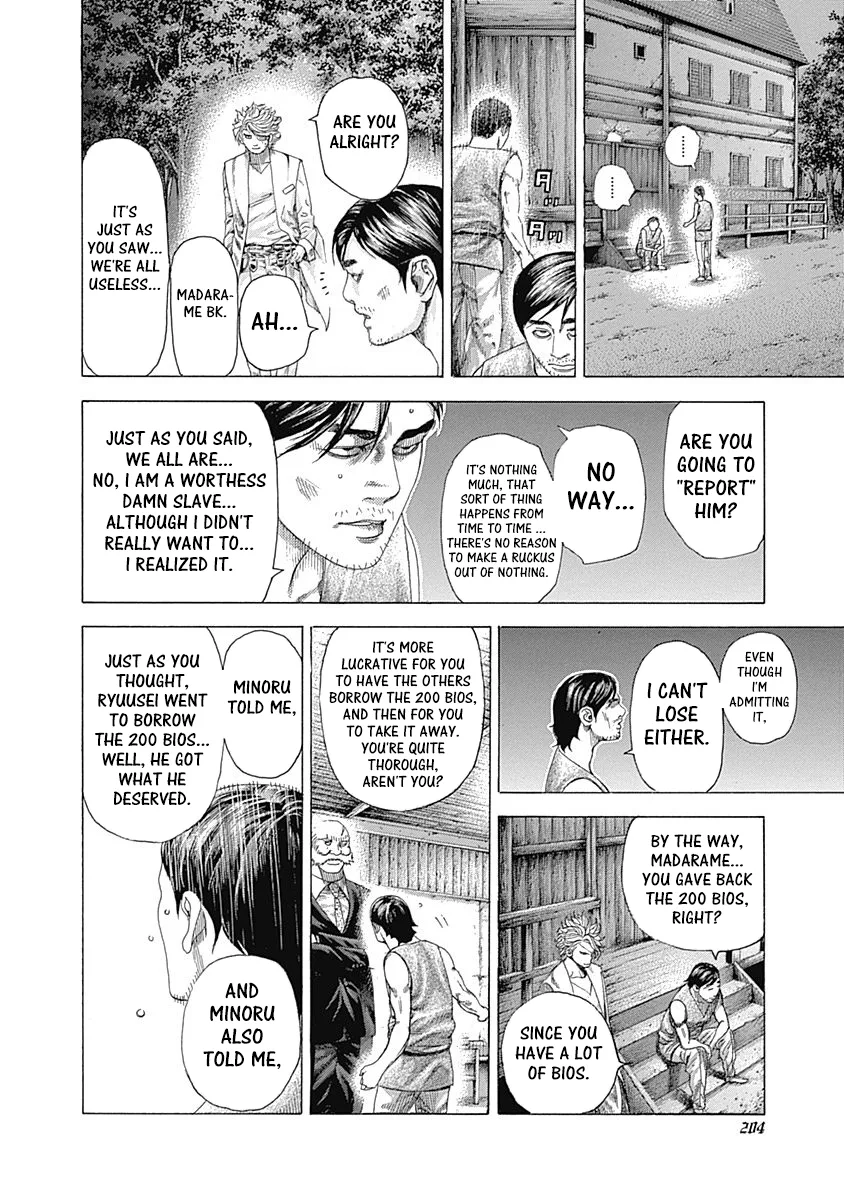 ......
......
ダッ
ダッ
ARE YOU
ALRIGHT?
AH...
MADARA-
ME BK.
IT'S
JUST AS
YOU SAW...
WE'RE ALL
USELESS...
ARE YOU
GOING TO
"REPORT"
HIM?
NO
WAY...
IT'S NOTHING
MUCH, THAT
SORT OF THING
HAPPENS FROM
TIME TO TIME ...
THERE'S NO REASON
TO MAKE A RUCKUS
OUT OF NOTHING.
JUST AS YOU SAID,
WE ALL ARE...
NO, I AM A WORTHESS
DAMN SLAVE...
ALTHOUGH I DIDN'T
REALLY WANT TO...
I REALIZED IT.
EVEN
THOUGH
I'M
ADMITTING
IT,
I CAN'T
LOSE
EITHER.
BY THE WAY,
MADARAME...
YOU GAVE BACK
THE 200 BIOS,
RIGHT?
SINCE YOU
HAVE A LOT
OF BIOS.
IT'S MORE
LUCRATIVE FOR YOU
TO HAVE THE OTHERS
BORROW THE 200 BIOS,
AND THEN FOR YOU
TO TAKE IT AWAY.
YOU'RE QUITE
THOROUGH,
AREN'T YOU?
MINORU
TOLD ME,
JUST AS YOU
THOUGHT,
RYUUSEI WENT
TO BORROW
THE 200 BIOS...
WELL, HE GOT
WHAT HE
DESERVED.
AND
MINORU
ALSO
TOLD ME,
204